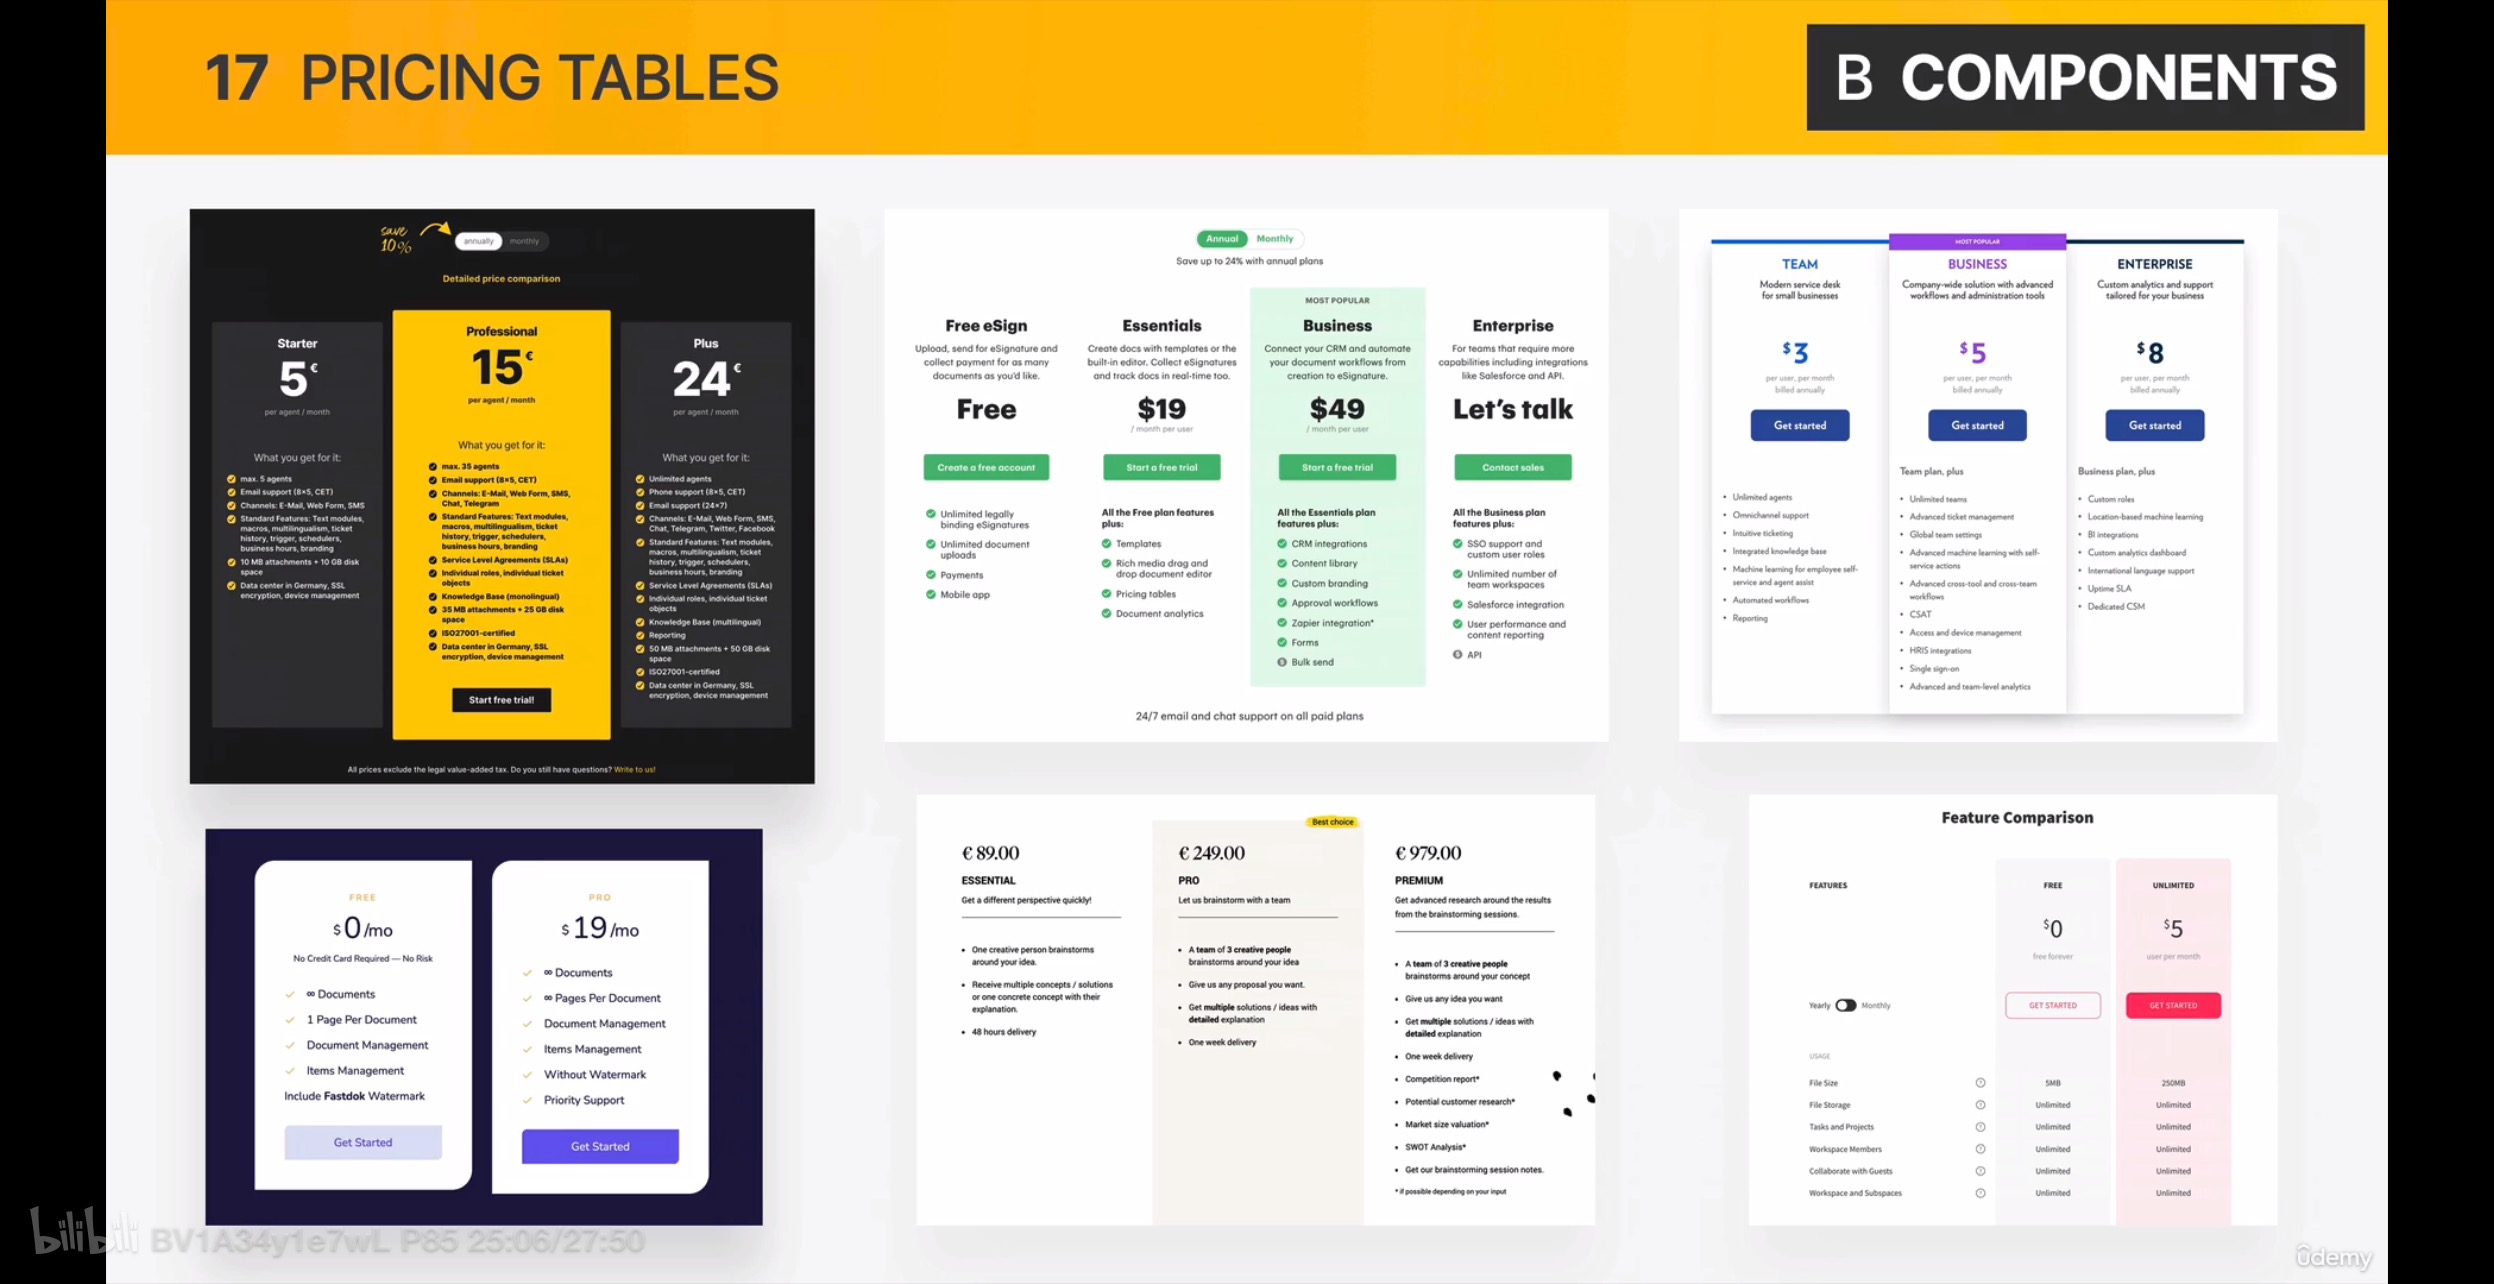 17 PRICING TABLES
B COMPONENTS
save
10%
annually monthly
Detailed price comparison
Starter
5€
per agent / month
What you get for it:
max. 5 agents
Email support (8×5, CET)
Channels: E-Mail, Web Form, SMS
Standard Features: Text modules,
macros, multilingualism, ticket
history, trigger, schedulers,
business hours, branding
10 MB attachments + 10 GB disk
space
Data center in Germany, SSL
encryption, device management
Professional
15€
per agent / month
What you get for it:
max. 35 agents
Email support (8×5, CET)
Channels: E-Mail, Web Form, SMS,
Chat, Telegram
Standard Features: Text modules,
macros, multilingualism, ticket
history, trigger, schedulers,
business hours, branding
Service Level Agreements (SLAs)
Individual roles, individual ticket
objects
Knowledge Base (monolingual)
35 MB attachments + 25 GB disk
space
ISO27001-certified
Data center in Germany, SSL
encryption, device management
Start free trial!
Plus
24€
per agent / month
What you get for it:
Unlimited agents
Phone support (8×5, CET)
Email support (24×7)
Channels: E-Mail, Web Form, SMS,
Chat, Telegram, Twitter, Facebook
Standard Features: Text modules,
macros, multilingualism, ticket
history, trigger, schedulers,
business hours, branding
Service Level Agreements (SLAs)
Individual roles, individual ticket
objects
Knowledge Base (multilingual)
Reporting
50 MB attachments + 50 GB disk
space
ISO27001-certified
Data center in Germany, SSL
encryption, device management
All prices exclude the legal value-added tax. Do you still have questions? Write to us!
Annual Monthly
Save up to 24% with annual plans
Free eSign
Upload, send for eSignature and
collect payment for as many
documents as you'd like.
Free
Create a free account
Unlimited legally
binding eSignatures
Unlimited document
uploads
Payments
Mobile app
Essentials
Create docs with templates or the
built-in editor. Collect eSignatures
and track docs in real-time too.
$19
/ month per user
Start a free trial
All the Free plan features
plus:
Templates
Rich media drag and
drop document editor
Pricing tables
Document analytics
MOST POPULAR
Business
Connect your CRM and automate
your document workflows from
creation to eSignature.
$49
/ month per user
Start a free trial
All the Essentials plan
features plus:
CRM integrations
Content library
Custom branding
Approval workflows
Zapier integration*
Forms
Bulk send
Enterprise
For teams that require more
capabilities including integrations
like Salesforce and API.
Let's talk
Contact sales
All the Business plan
features plus:
SSO support and
custom user roles
Unlimited number of
team workspaces
Salesforce integration
User performance and
content reporting
API
24/7 email and chat support on all paid plans
TEAM
Modern service desk
for small businesses
$3
per user, per month
billed annually
Get started
• Unlimited agents
• Omnichannel support
• Intuitive ticketing
• Integrated knowledge base
• Machine learning for employee self-
service and agent assist
• Automated workflows
• Reporting
MOST POPULAR
BUSINESS
Company-wide solution with advanced
workflows and administration tools
$5
per user, per month
billed annually
Get started
Team plan, plus
• Unlimited teams
• Advanced ticket management
• Global team settings
• Advanced machine learning with self-
service actions
• Advanced cross-tool and cross-team
workflows
• CSAT
• Access and device management
• HRIS integrations
• Single sign-on
• Advanced and team-level analytics
ENTERPRISE
Custom analytics and support
tailored for your business
$8
per user, per month
billed annually
Get started
Business plan, plus
• Custom roles
• Location-based machine learning
• BI integrations
• Custom analytics dashboard
• International language support
• Uptime SLA
• Dedicated CSM
FREE
$0/mo
No Credit Card Required — No Risk
∞ Documents
1 Page Per Document
Document Management
Items Management
Include Fastdok Watermark
Get Started
PRO
$19/mo
∞ Documents
∞ Pages Per Document
Document Management
Items Management
Without Watermark
Priority Support
Get Started
€ 89.00
ESSENTIAL
Get a different perspective quickly!
• One creative person brainstorms
around your idea.
• Receive multiple concepts / solutions
or one concrete concept with their
explanation.
• 48 hours delivery
Best choice
€ 249.00
PRO
Let us brainstorm with a team
• A team of 3 creative people
brainstorms around your idea
• Give us any proposal you want.
• Get multiple solutions / ideas with
detailed explanation
• One week delivery
€ 979.00
PREMIUM
Get advanced research around the results
from the brainstorming sessions.
• A team of 3 creative people
brainstorms around your concept
• Give us any idea you want
• Get multiple solutions / ideas with
detailed explanation
• One week delivery
• Competition report*
• Potential customer research*
• Market size valuation*
• SWOT Analysis*
• Get our brainstorming session notes.
* if possible depending on your input
Feature Comparison
FEATURES FREE UNLIMITED
$0 $5
free forever user per month
Yearly Monthly GET STARTED GET STARTED
USAGE
File Size 5MB 250MB
File Storage Unlimited Unlimited
Tasks and Projects Unlimited Unlimited
Workspace Members Unlimited Unlimited
Collaborate with Guests Unlimited Unlimited
Workspace and Subspaces Unlimited Unlimited
bilibili BV1A34y1e7wL P85 25:06/27:50
ûdemy